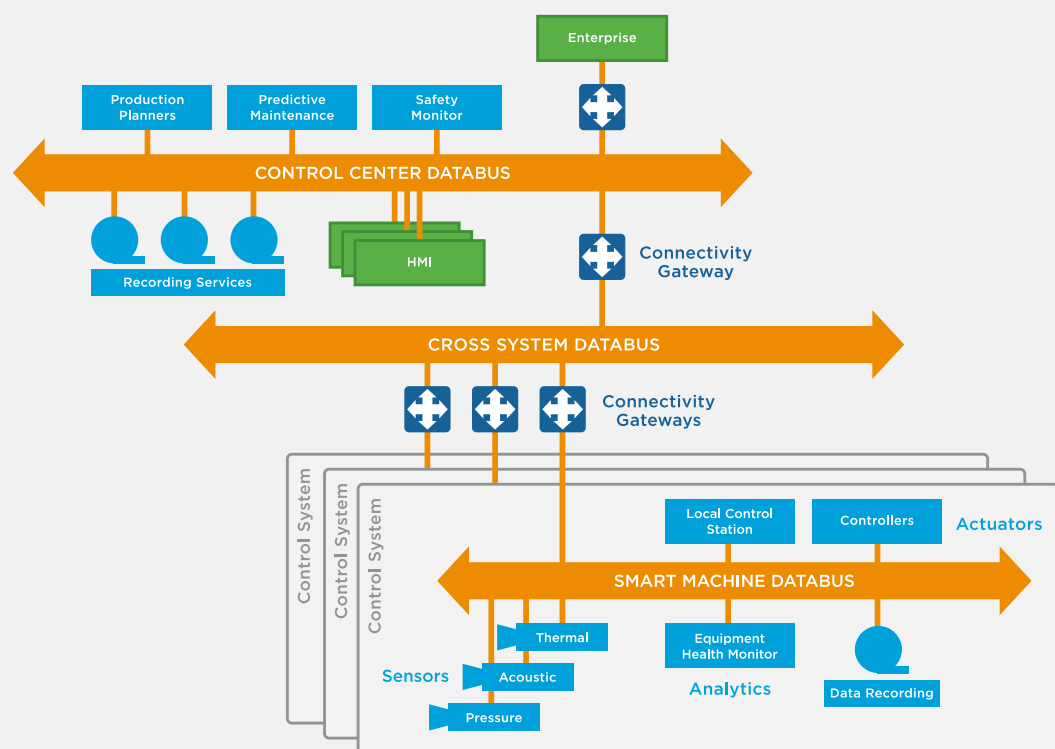 Enterprise
Production
Planners
Predictive
Maintenance
Safety
Monitor
CONTROL CENTER DATABUS
Recording Services
HMI
Connectivity
Gateway
CROSS SYSTEM DATABUS
Connectivity
Gateways
Control System
Control System
Control System
Local Control
Station
Controllers
Actuators
SMART MACHINE DATABUS
Thermal
Sensors
Acoustic
Pressure
Equipment
Health Monitor
Analytics
Data Recording